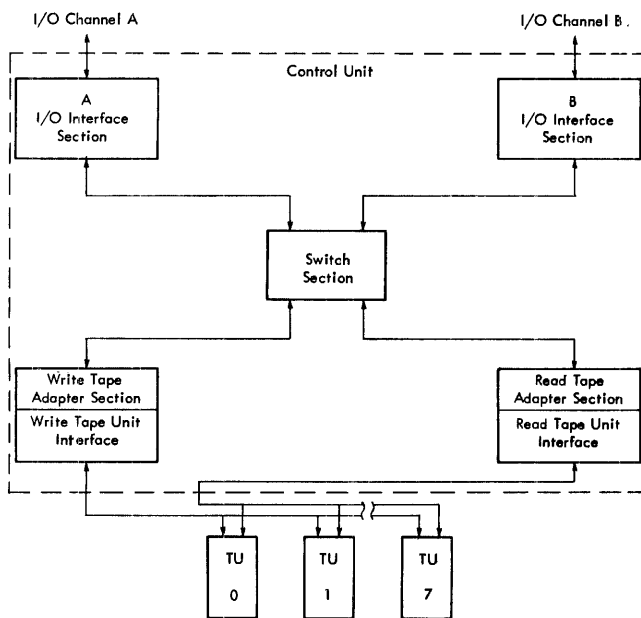 I/O Channel A
I/O Channel B.
Control Unit
A
I/O Interface
Section
B
I/O Interface
Section
Switch
Section
Write Tape
Adapter Section
Write Tape Unit
Interface
Read Tape
Adapter Section
Read Tape Unit
Interface
TU
0
TU
1
TU
7